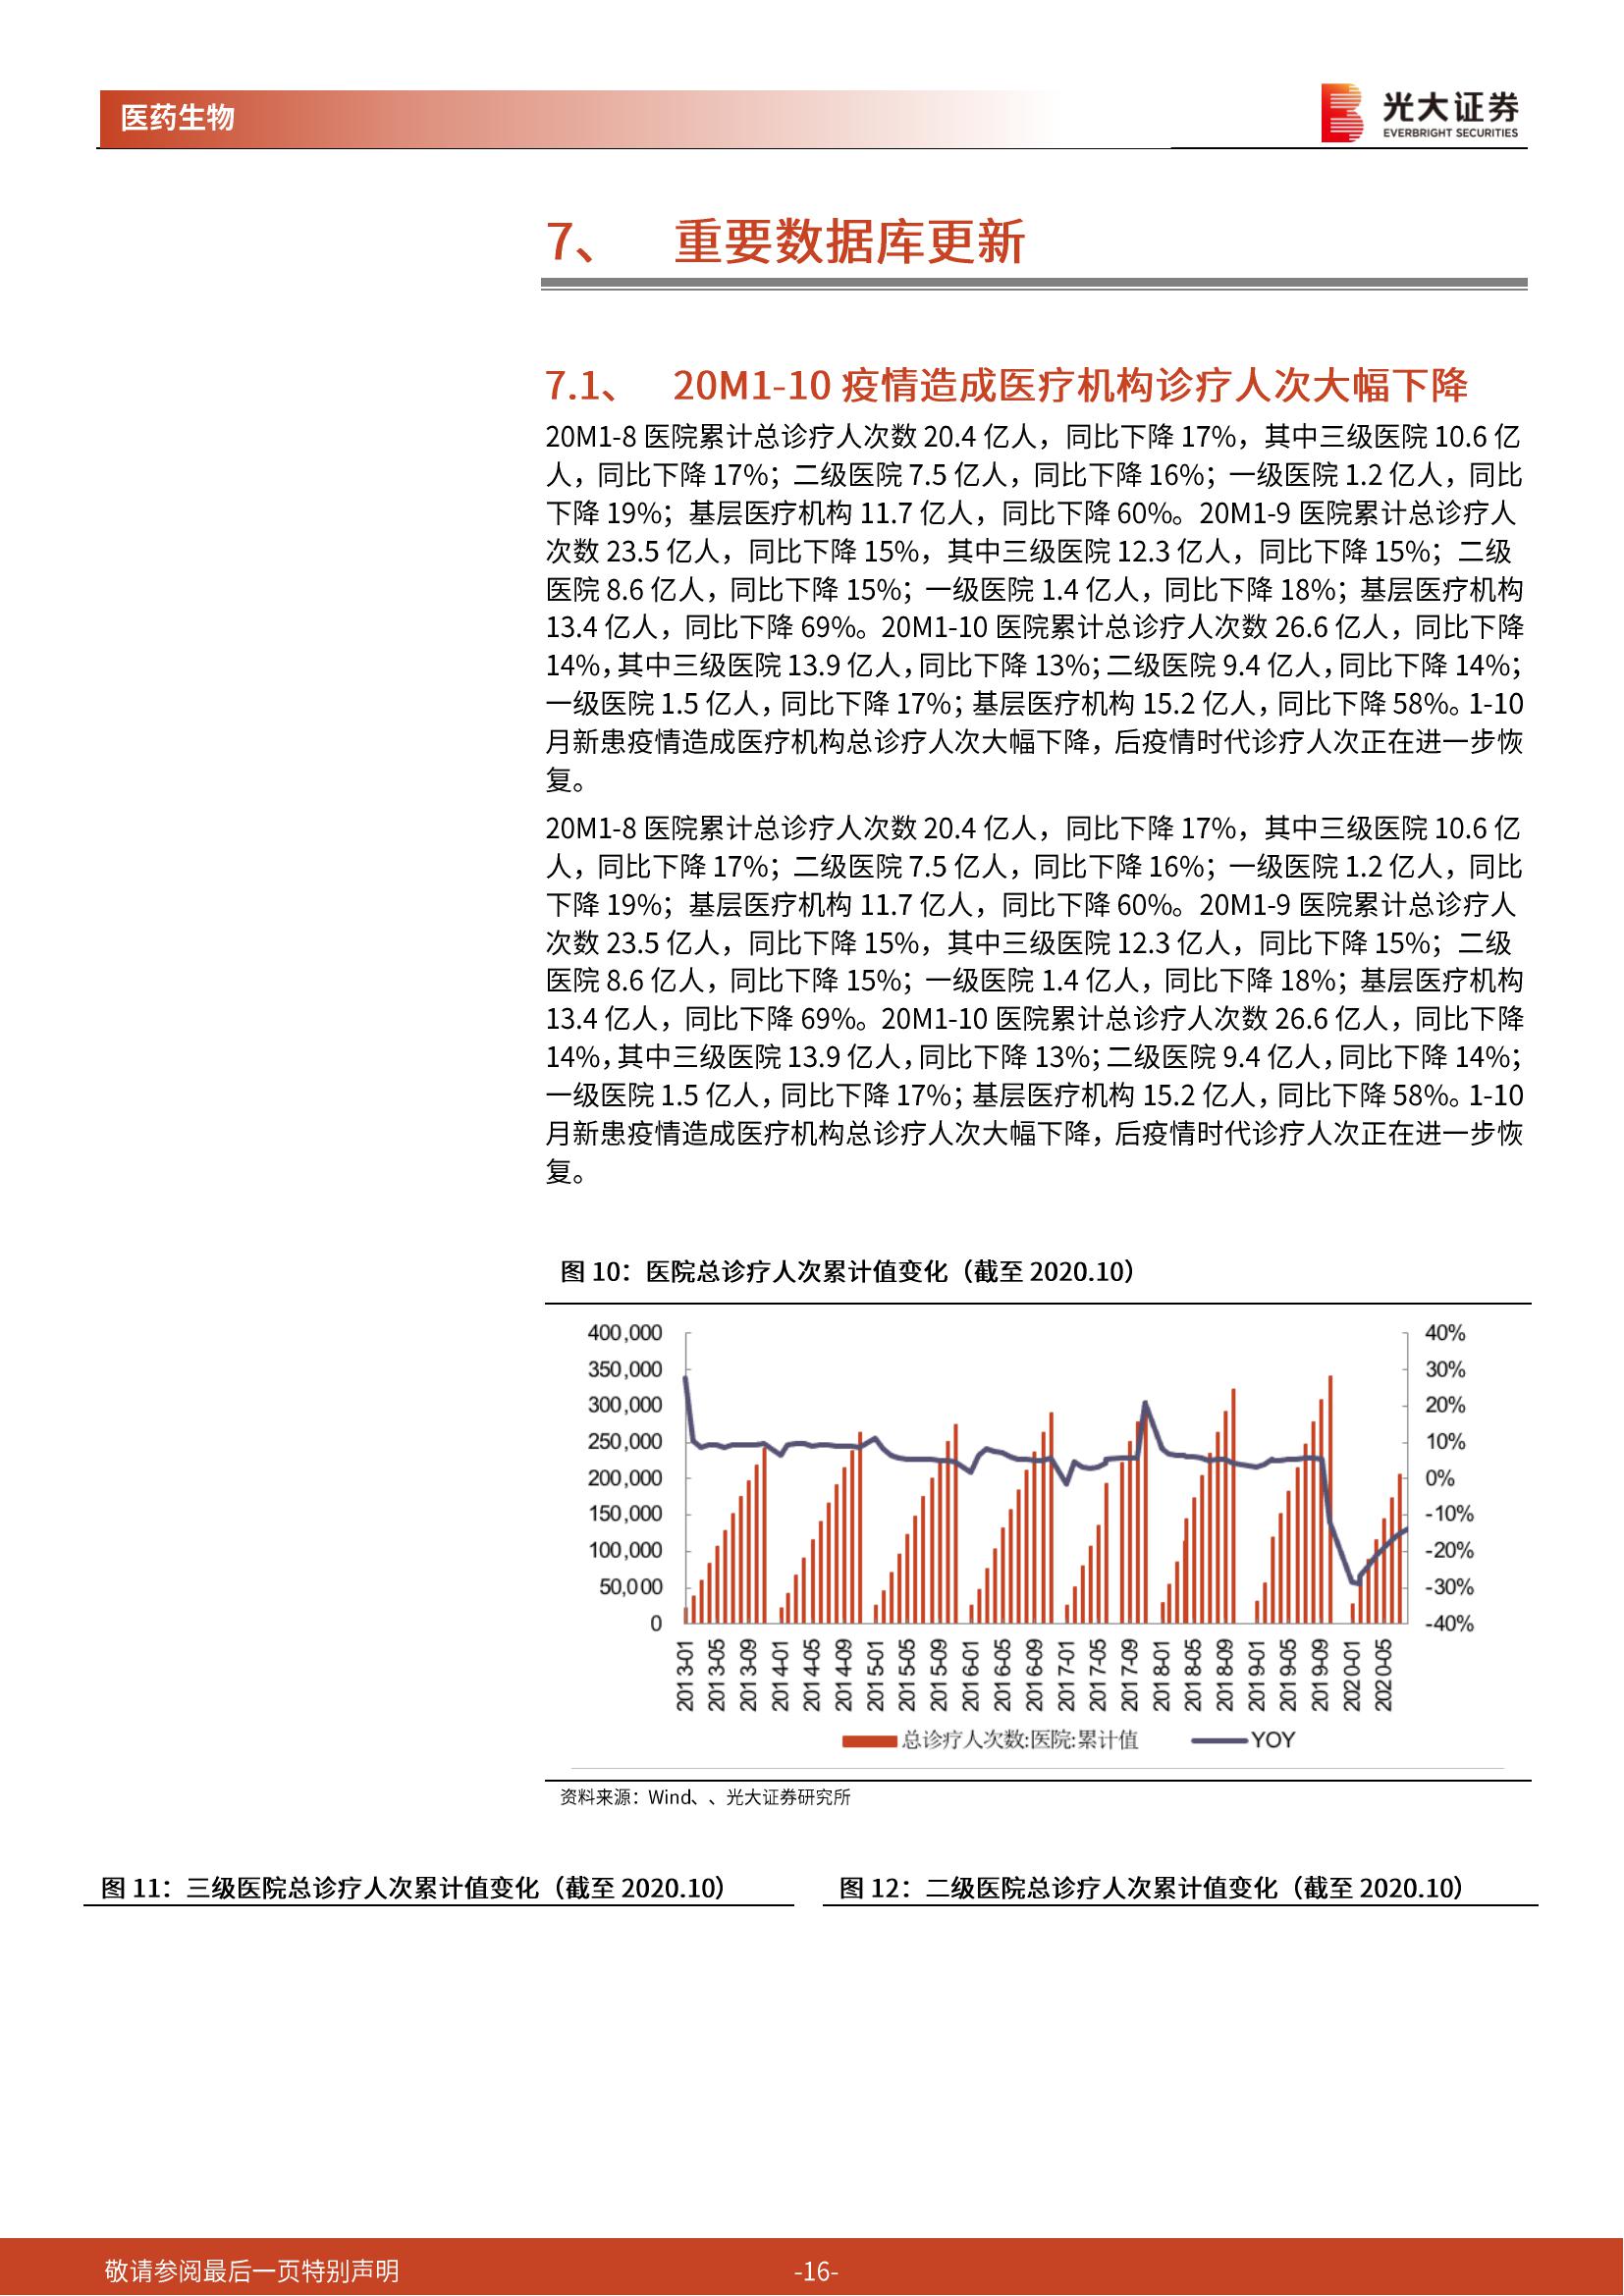 医药生物
光大证券
EVERBRIGHT SECURITIES
7、 重要数据库更新
7.1、 20M1-10 疫情造成医疗机构诊疗人次大幅下降
20M1-8 医院累计总诊疗人次数 20.4 亿人，同比下降 17%，其中三级医院 10.6 亿
人，同比下降 17%；二级医院 7.5 亿人，同比下降 16%；一级医院 1.2 亿人，同比
下降 19%；基层医疗机构 11.7 亿人，同比下降 60%。20M1-9 医院累计总诊疗人
次数 23.5 亿人，同比下降 15%，其中三级医院 12.3 亿人，同比下降 15%；二级
医院 8.6 亿人，同比下降 15%；一级医院 1.4 亿人，同比下降 18%；基层医疗机构
13.4 亿人，同比下降 69%。20M1-10 医院累计总诊疗人次数 26.6 亿人，同比下降
14%，其中三级医院 13.9 亿人，同比下降 13%；二级医院 9.4 亿人，同比下降 14%；
一级医院 1.5 亿人，同比下降 17%；基层医疗机构 15.2 亿人，同比下降 58%。1-10
月新患疫情造成医疗机构总诊疗人次大幅下降，后疫情时代诊疗人次正在进一步恢
复。
20M1-8 医院累计总诊疗人次数 20.4 亿人，同比下降 17%，其中三级医院 10.6 亿
人，同比下降 17%；二级医院 7.5 亿人，同比下降 16%；一级医院 1.2 亿人，同比
下降 19%；基层医疗机构 11.7 亿人，同比下降 60%。20M1-9 医院累计总诊疗人
次数 23.5 亿人，同比下降 15%，其中三级医院 12.3 亿人，同比下降 15%；二级
医院 8.6 亿人，同比下降 15%；一级医院 1.4 亿人，同比下降 18%；基层医疗机构
13.4 亿人，同比下降 69%。20M1-10 医院累计总诊疗人次数 26.6 亿人，同比下降
14%，其中三级医院 13.9 亿人，同比下降 13%；二级医院 9.4 亿人，同比下降 14%；
一级医院 1.5 亿人，同比下降 17%；基层医疗机构 15.2 亿人，同比下降 58%。1-10
月新患疫情造成医疗机构总诊疗人次大幅下降，后疫情时代诊疗人次正在进一步恢
复。
图 10：医院总诊疗人次累计值变化（截至 2020.10）
400,000 40%
350,000 30%
300,000 20%
250,000 10%
200,000 0%
150,000 -10%
100,000 -20%
50,000 -30%
0 -40%
2013-01 2013-05 2013-09 2014-01 2014-05 2014-09 2015-01 2015-05 2015-09 2016-01 2016-05 2016-09 2017-01 2017-05 2017-09 2018-01 2018-05 2018-09 2019-01 2019-05 2019-09 2020-01 2020-05
总诊疗人次数:医院:累计值 YOY
资料来源：Wind、、光大证券研究所
图 11：三级医院总诊疗人次累计值变化（截至 2020.10）
图 12：二级医院总诊疗人次累计值变化（截至 2020.10）
敬请参阅最后一页特别声明 -16-